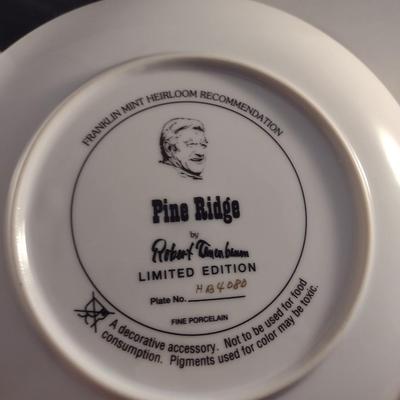 FRANKLIN MINT HEIRLOOM RECOMMENDATION
Pine Ridge
by
Robert Tanenbaum
LIMITED EDITION
Plate No. HB4080
FINE PORCELAIN
A decorative accessory. Not to be used for food
consumption. Pigments used for color may be toxic.